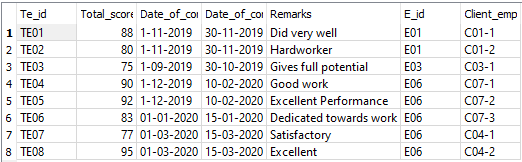 Te_id Total_score Date_of_co Date_of_co Remarks E_id Client_emp
1 TE01 88 1-11-2019 30-11-2019 Did very well E01 C01-1
2 TE02 80 1-11-2019 30-11-2019 Hardworker E01 C01-2
3 TE03 75 1-09-2019 30-10-2019 Gives full potential E03 C03-1
4 TE04 90 1-12-2019 10-02-2020 Good work E06 C07-1
5 TE05 92 1-12-2019 10-02-2020 Excellent Performance E06 C07-2
6 TE06 83 01-01-2020 15-01-2020 Dedicated towards work E06 C07-3
7 TE07 77 01-03-2020 15-03-2020 Satisfactory E06 C04-1
8 TE08 95 01-03-2020 15-03-2020 Excellent E06 C04-2